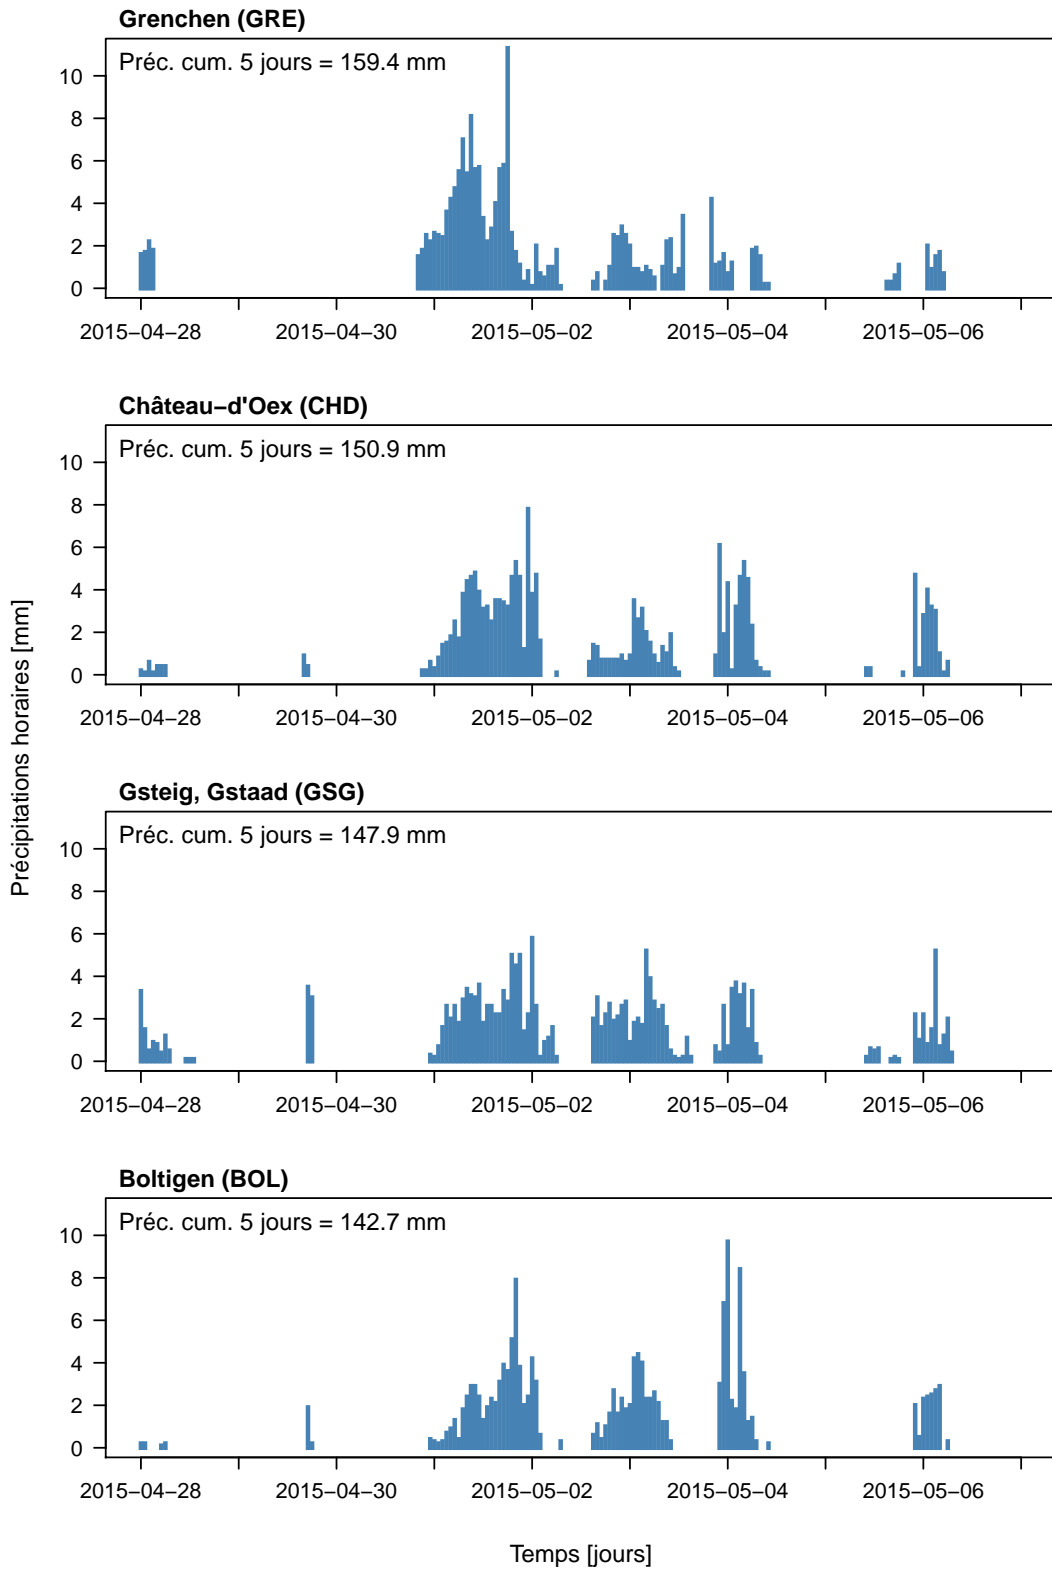 Grenchen (GRE)
Préc. cum. 5 jours = 159.4 mm
10
8
6
4
2
0
2015−04−28 2015−04−30 2015−05−02 2015−05−04 2015−05−06
Château−d'Oex (CHD)
Préc. cum. 5 jours = 150.9 mm
10
8
6
4
2
0
2015−04−28 2015−04−30 2015−05−02 2015−05−04 2015−05−06
Précipitations horaires [mm]
Gsteig, Gstaad (GSG)
Préc. cum. 5 jours = 147.9 mm
10
8
6
4
2
0
2015−04−28 2015−04−30 2015−05−02 2015−05−04 2015−05−06
Boltigen (BOL)
Préc. cum. 5 jours = 142.7 mm
10
8
6
4
2
0
2015−04−28 2015−04−30 2015−05−02 2015−05−04 2015−05−06
Temps [jours]